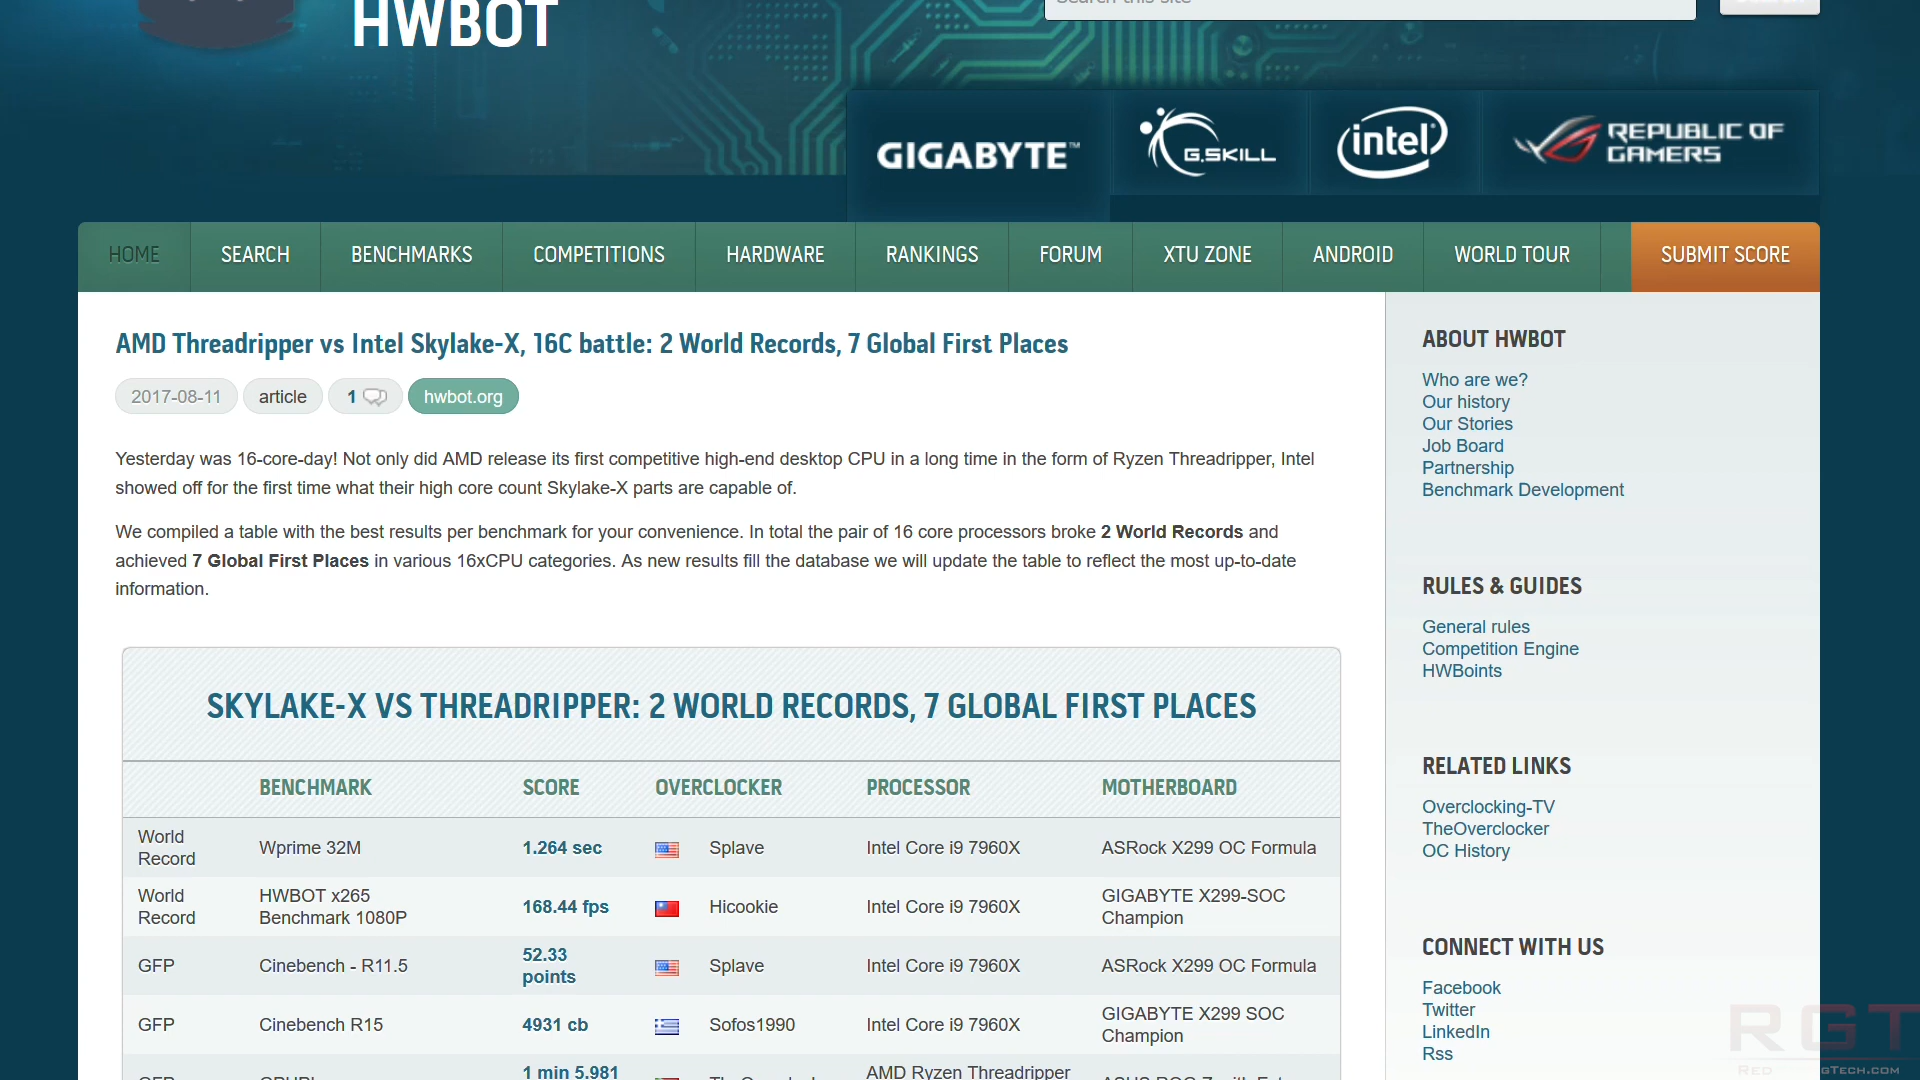 HWBOT
Search this site
GIGABYTE™
G.SKILL
intel
REPUBLIC OF
GAMERS
HOME
SEARCH
BENCHMARKS
COMPETITIONS
HARDWARE
RANKINGS
FORUM
XTU ZONE
ANDROID
WORLD TOUR
SUBMIT SCORE
AMD Threadripper vs Intel Skylake-X, 16C battle: 2 World Records, 7 Global First Places
2017-08-11 article 1 hwbot.org
Yesterday was 16-core-day! Not only did AMD release its first competitive high-end desktop CPU in a long time in the form of Ryzen Threadripper, Intel
showed off for the first time what their high core count Skylake-X parts are capable of.
We compiled a table with the best results per benchmark for your convenience. In total the pair of 16 core processors broke 2 World Records and
achieved 7 Global First Places in various 16xCPU categories. As new results fill the database we will update the table to reflect the most up-to-date
information.
SKYLAKE-X VS THREADRIPPER: 2 WORLD RECORDS, 7 GLOBAL FIRST PLACES
BENCHMARK SCORE OVERCLOCKER PROCESSOR MOTHERBOARD
World
Record
Wprime 32M
1.264 sec
Splave
Intel Core i9 7960X
ASRock X299 OC Formula
World
Record
HWBOT x265
Benchmark 1080P
168.44 fps
Hicookie
Intel Core i9 7960X
GIGABYTE X299-SOC
Champion
GFP
Cinebench - R11.5
52.33
points
Splave
Intel Core i9 7960X
ASRock X299 OC Formula
GFP
Cinebench R15
4931 cb
Sofos1990
Intel Core i9 7960X
GIGABYTE X299 SOC
Champion
1 min 5.981
AMD Ryzen Threadripper
ABOUT HWBOT
Who are we?
Our history
Our Stories
Job Board
Partnership
Benchmark Development
RULES & GUIDES
General rules
Competition Engine
HWBoints
RELATED LINKS
Overclocking-TV
TheOverclocker
OC History
CONNECT WITH US
Facebook
Twitter
LinkedIn
Rss
RGT